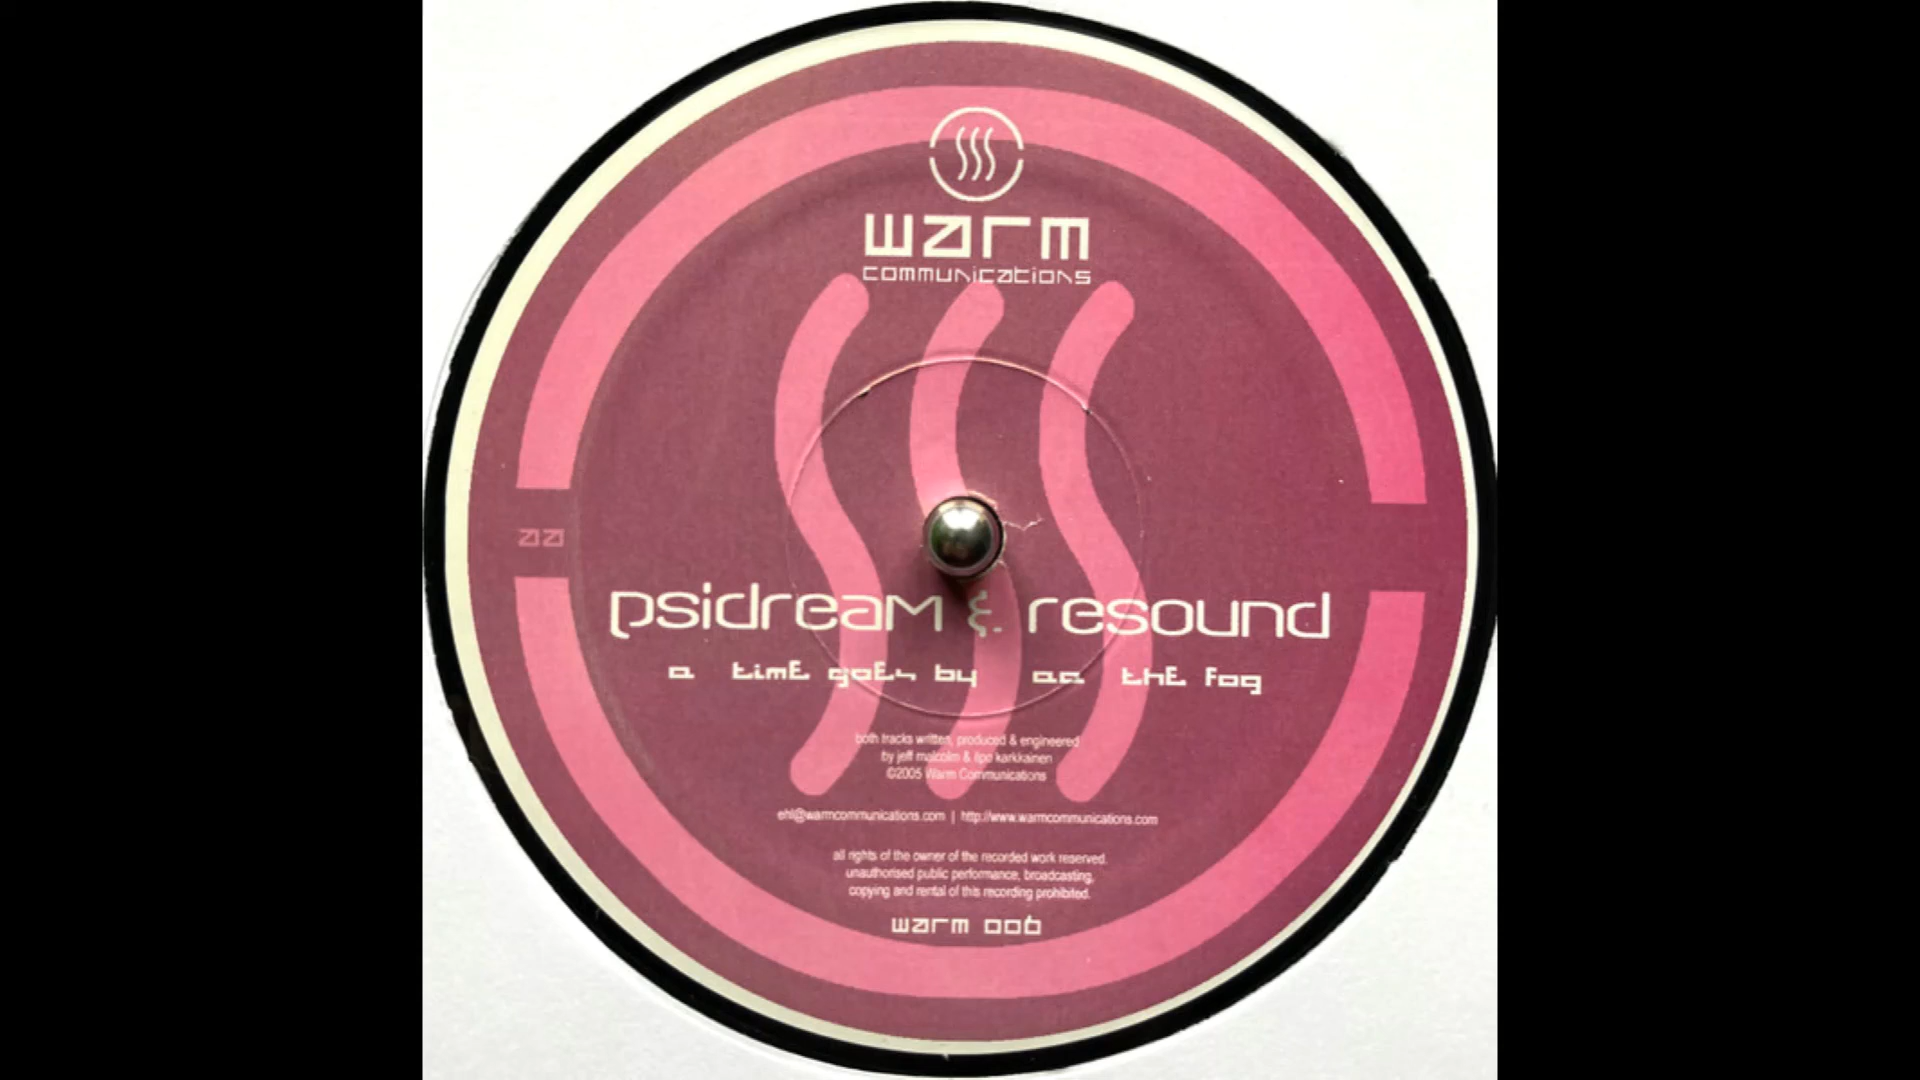 warm
communications
aa
psidream & resound
a time goes by aa the fog
both tracks written, produced & engineered
by jeff malcolm & ilpo karkkainen
©2005 Warm Communications
ehl@warmcommunications.com | http://www.warmcommunications.com
all rights of the owner of the recorded work reserved.
unauthorised public performance, broadcasting,
copying and rental of this recording prohibited.
warm 006